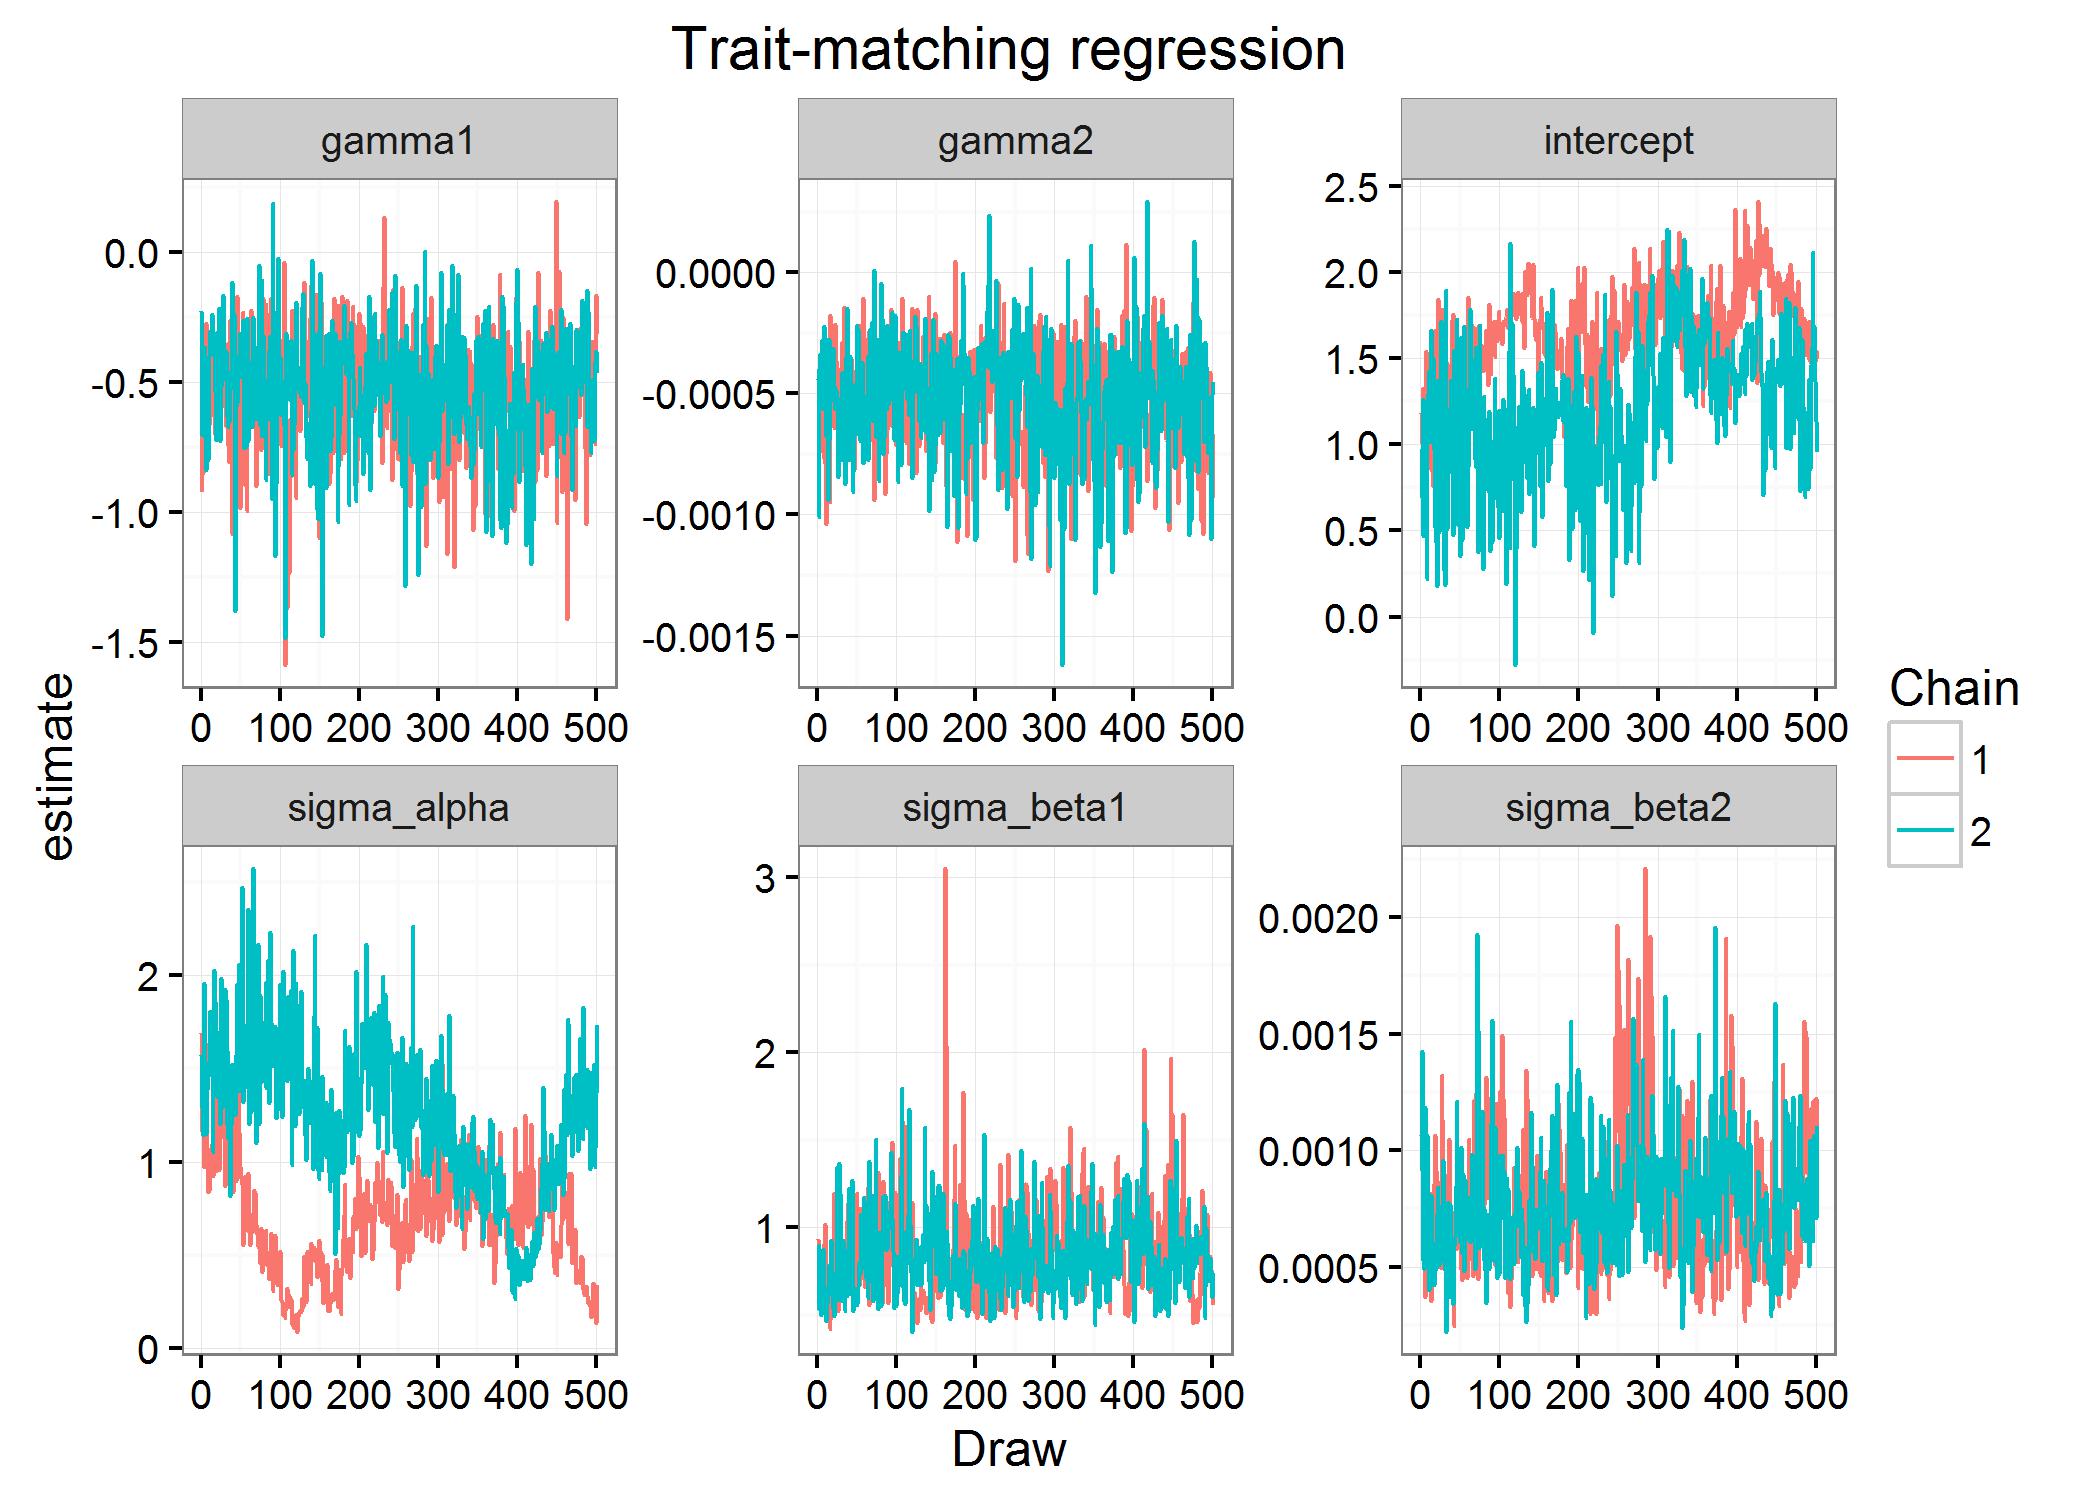 Trait-matching regression
gamma1
gamma2
intercept
0.0
-0.5
-1.0
-1.5
0.0000
-0.0005
-0.0010
-0.0015
2.5
2.0
1.5
1.0
0.5
0.0
0 100 200 300 400 500
0 100 200 300 400 500
0 100 200 300 400 500
sigma_alpha
sigma_beta1
sigma_beta2
2
1
0
3
2
1
0.0020
0.0015
0.0010
0.0005
0 100 200 300 400 500
0 100 200 300 400 500
0 100 200 300 400 500
estimate
Draw
Chain
1
2